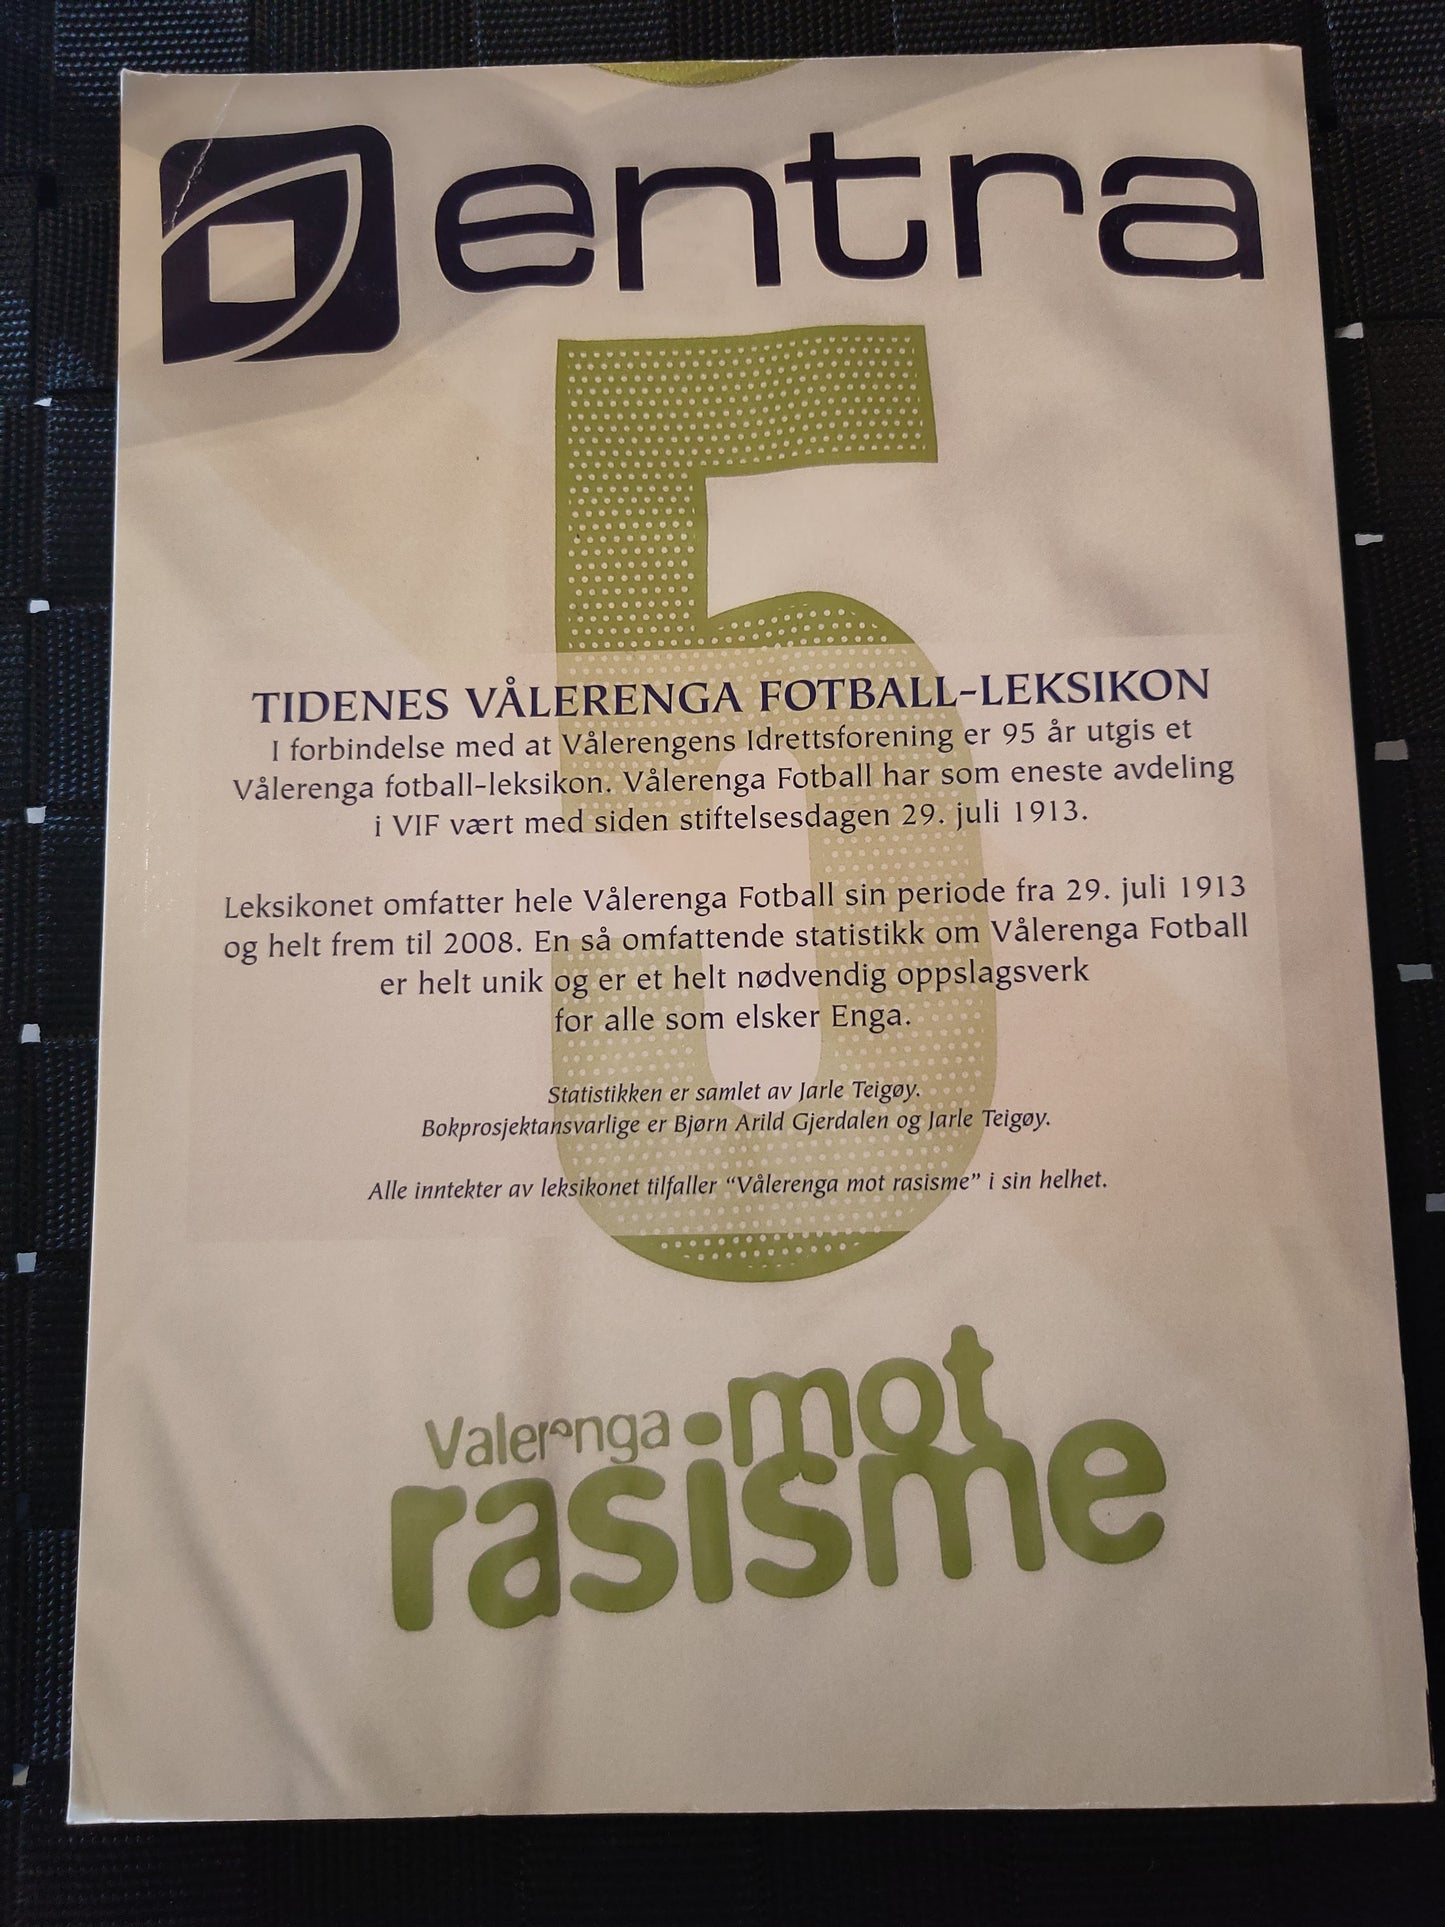 entra
5
TIDENES VÅLERENGA FOTBALL-LEKSIKON
I forbindelse med at Vålerengens Idrettsforening er 95 år utgis et
Vålerenga fotball-leksikon. Vålerenga Fotball har som eneste avdeling
i VIF vært med siden stiftelsesdagen 29. juli 1913.
Leksikonet omfatter hele Vålerenga Fotball sin periode fra 29. juli 1913
og helt frem til 2008. En så omfattende statistikk om Vålerenga Fotball
er helt unik og er et helt nødvendig oppslagsverk
for alle som elsker Enga.
Statistikken er samlet av Jarle Teigøy.
Bokprosjektansvarlige er Bjørn Arild Gjerdalen og Jarle Teigøy.
Alle inntekter av leksikonet tilfaller “Vålerenga mot rasisme” i sin helhet.
Valerenga mot
rasisme